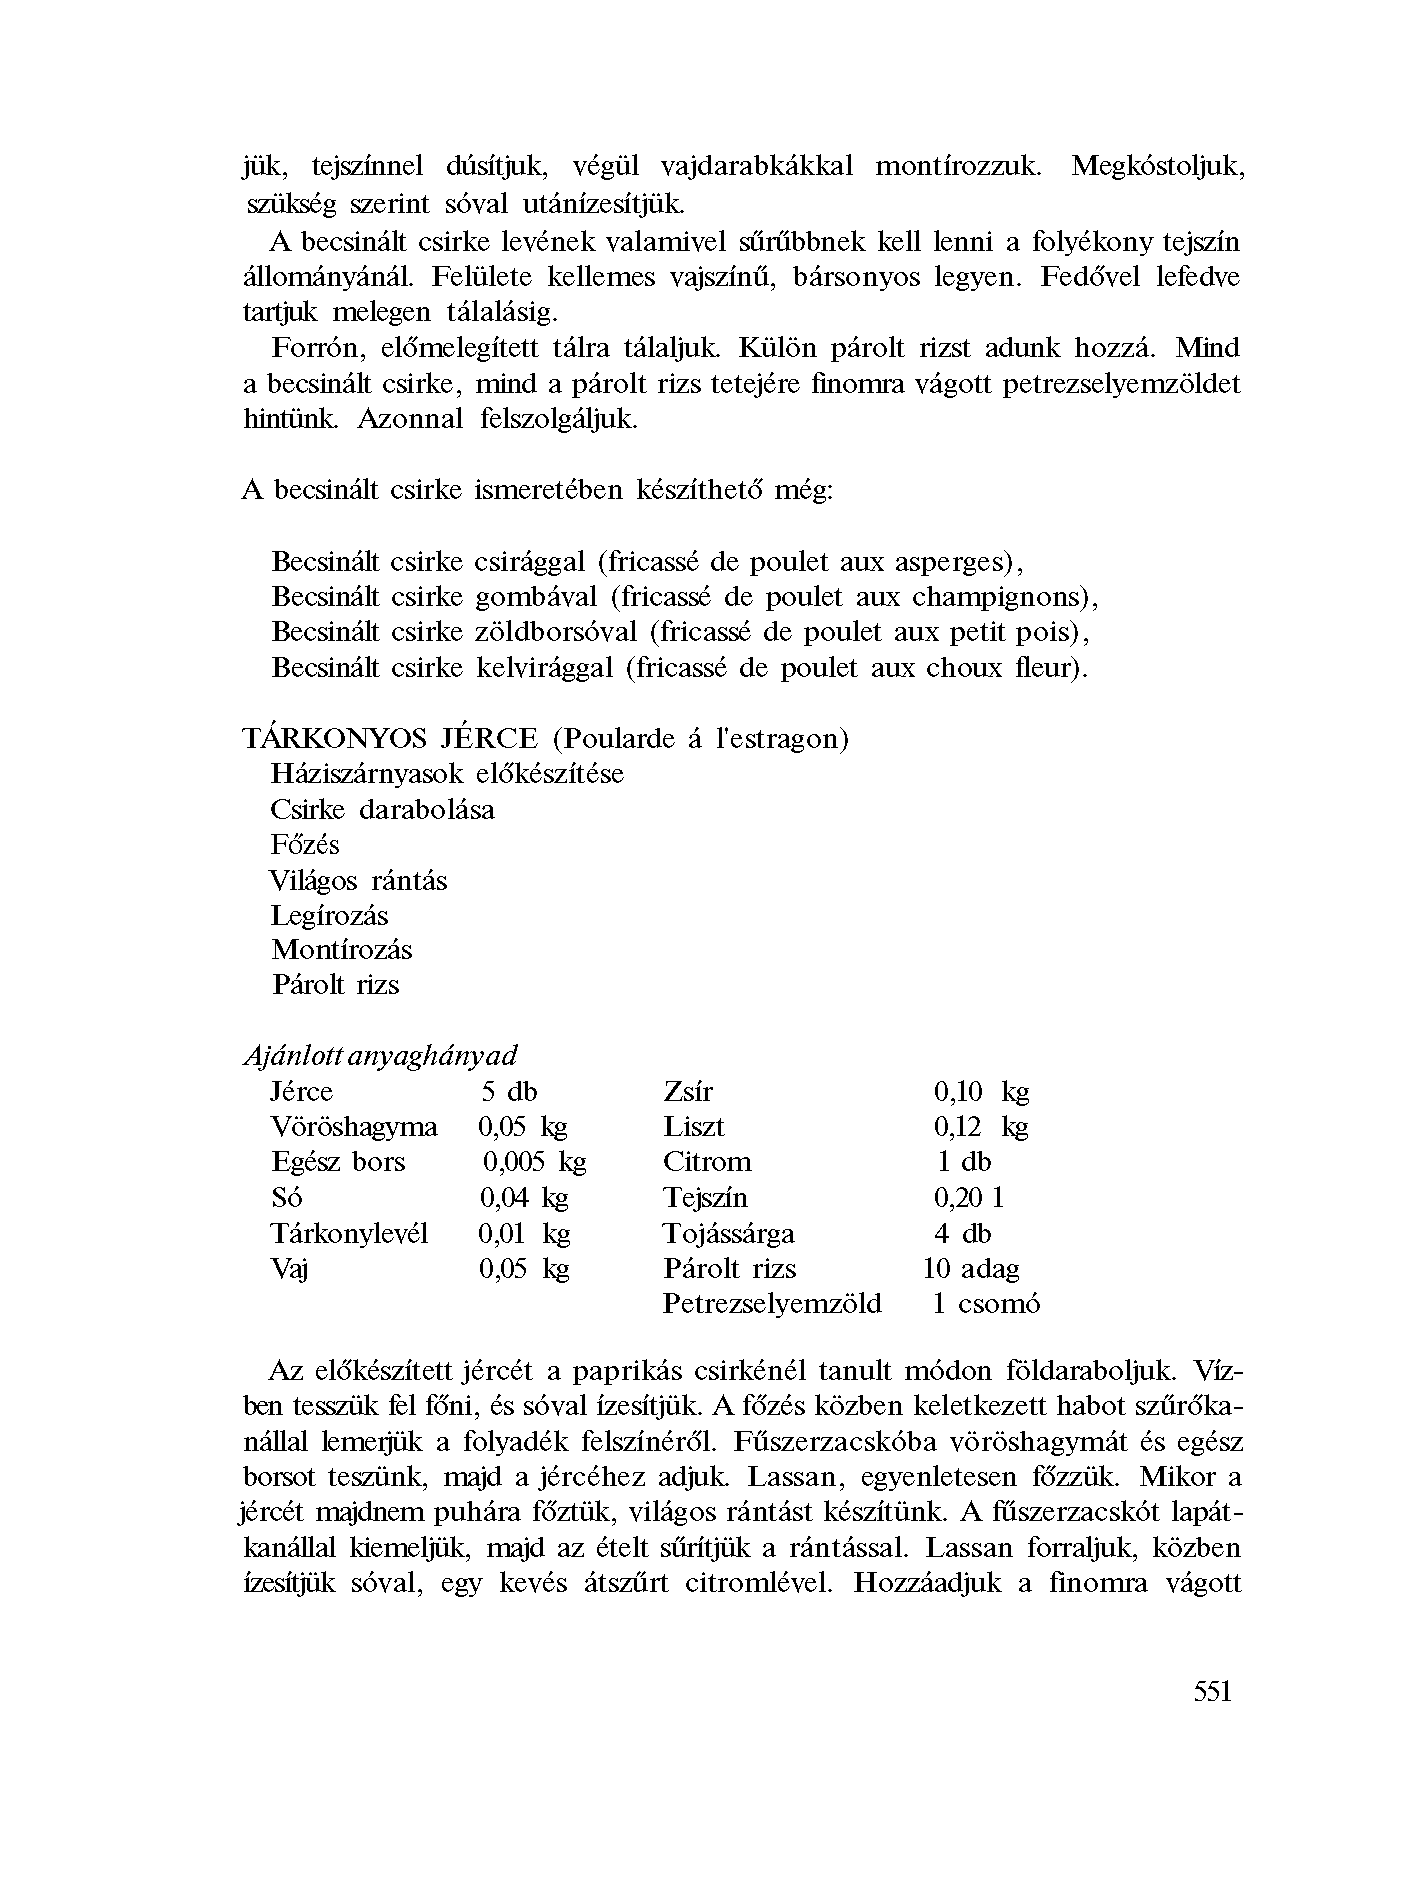 jük, tejszínnel dúsítjuk, végül vajdarabkákkal montírozzuk. Megkóstoljuk,
szükség szerint sóval utánízesítjük.
A becsinált csirke levének valamivel sűrűbbnek kell lenni a folyékony tejszín
állományánál. Felülete kellemes vajszínű, bársonyos legyen. Fedővel lefedve
tartjuk melegen tálalásig.
Forrón, előmelegített tálra tálaljuk. Külön párolt rizst adunk hozzá. Mind
a becsinált csirke, mind a párolt rizs tetejére finomra vágott petrezselyemzöldet
hintünk. Azonnal felszolgáljuk.
A becsinált csirke ismeretében készíthető még:
Becsinált csirke csirággal (fricassé de poulet aux asperges),
Becsinált csirke gombával (fricassé de poulet aux champignons),
Becsinált csirke zöldborsóval (fricassé de poulet aux petit pois),
Becsinált csirke kelvirággal (fricassé de poulet aux choux fleur).
TÁRKONYOS JÉRCE (Poularde á l'estragon)
Háziszárnyasok előkészítése
Csirke darabolása
Főzés
Világos rántás
Legírozás
Montírozás
Párolt rizs
Ajánlott anyaghányad
Jérce 5 db Zsír 0,10 kg
Vöröshagyma 0,05 kg Liszt 0,12 kg
Egész bors 0,005 kg Citrom 1 db
Só 0,04 kg Tejszín 0,20 l
Tárkonylevél 0,01 kg Tojássárga 4 db
Vaj 0,05 kg Párolt rizs 10 adag
Petrezselyemzöld 1 csomó
Az előkészített jércét a paprikás csirkénél tanult módon földaraboljuk. Víz-
ben tesszük fel főni, és sóval ízesítjük. A főzés közben keletkezett habot szűrőka-
nállal lemerjük a folyadék felszínéről. Fűszerzacskóba vöröshagymát és egész
borsot teszünk, majd a jércéhez adjuk. Lassan, egyenletesen főzzük. Mikor a
jércét majdnem puhára főztük, világos rántást készítünk. A fűszerzacskót lapát-
kanállal kiemeljük, majd az ételt sűrítjük a rántással. Lassan forraljuk, közben
ízesítjük sóval, egy kevés átszűrt citromlével. Hozzáadjuk a finomra vágott
551